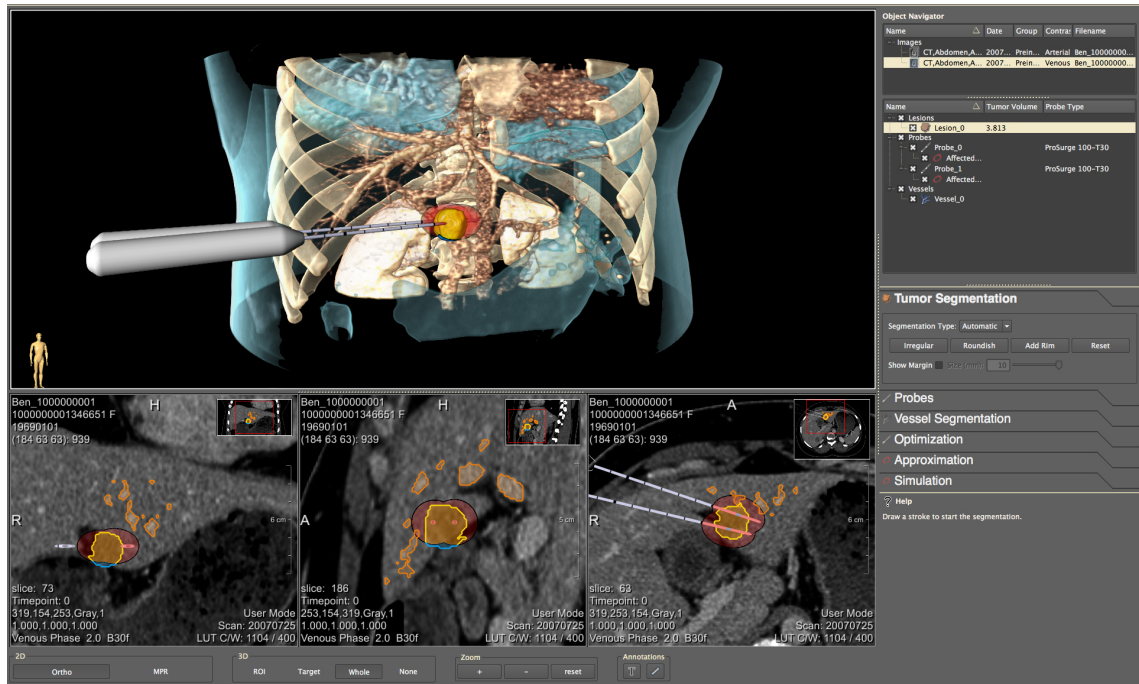 Object Navigator
Name Date Group Contras Filename
Images
CT,Abdomen,A... 2007... Prein... Arterial Ben_10000000...
CT,Abdomen,A... 2007... Prein... Venous Ben_10000000...
Name Tumor Volume Probe Type
Lesions
Lesion_0 3.813
Probes
Probe_0 ProSurge 100-T30
Affected...
Probe_1 ProSurge 100-T30
Affected...
Vessels
Vessel_0
Tumor Segmentation
Segmentation Type: Automatic
Irregular Roundish Add Rim Reset
Show Margin Size (mm) 10
Probes
Vessel Segmentation
Optimization
Approximation
Simulation
Help
Draw a stroke to start the segmentation.
Ben_1000000001
1000000001346651 F
19690101
(184 63 63): 939
H
R
6 cm
slice: 73
Timepoint: 0
319,154,253,Gray,1
1.000,1.000,1.000
Venous Phase 2.0 B30f
User Mode
Scan: 20070725
LUT C/W: 1104 / 400
Ben_1000000001
1000000001346651 F
19690101
(184 63 63): 939
H
A
5 cm
slice: 186
Timepoint: 0
253,154,319,Gray,1
1.000,1.000,1.000
Venous Phase 2.0 B30f
User Mode
Scan: 20070725
LUT C/W: 1104 / 400
Ben_1000000001
1000000001346651 F
19690101
(184 63 63): 939
A
R
6 cm
slice: 63
Timepoint: 0
319,253,154,Gray,1
1.000,1.000,1.000
Venous Phase 2.0 B30f
User Mode
Scan: 20070725
LUT C/W: 1104 / 400
2D
Ortho MPR
3D
ROI Target Whole None
Zoom
+ - reset
Annotations
T